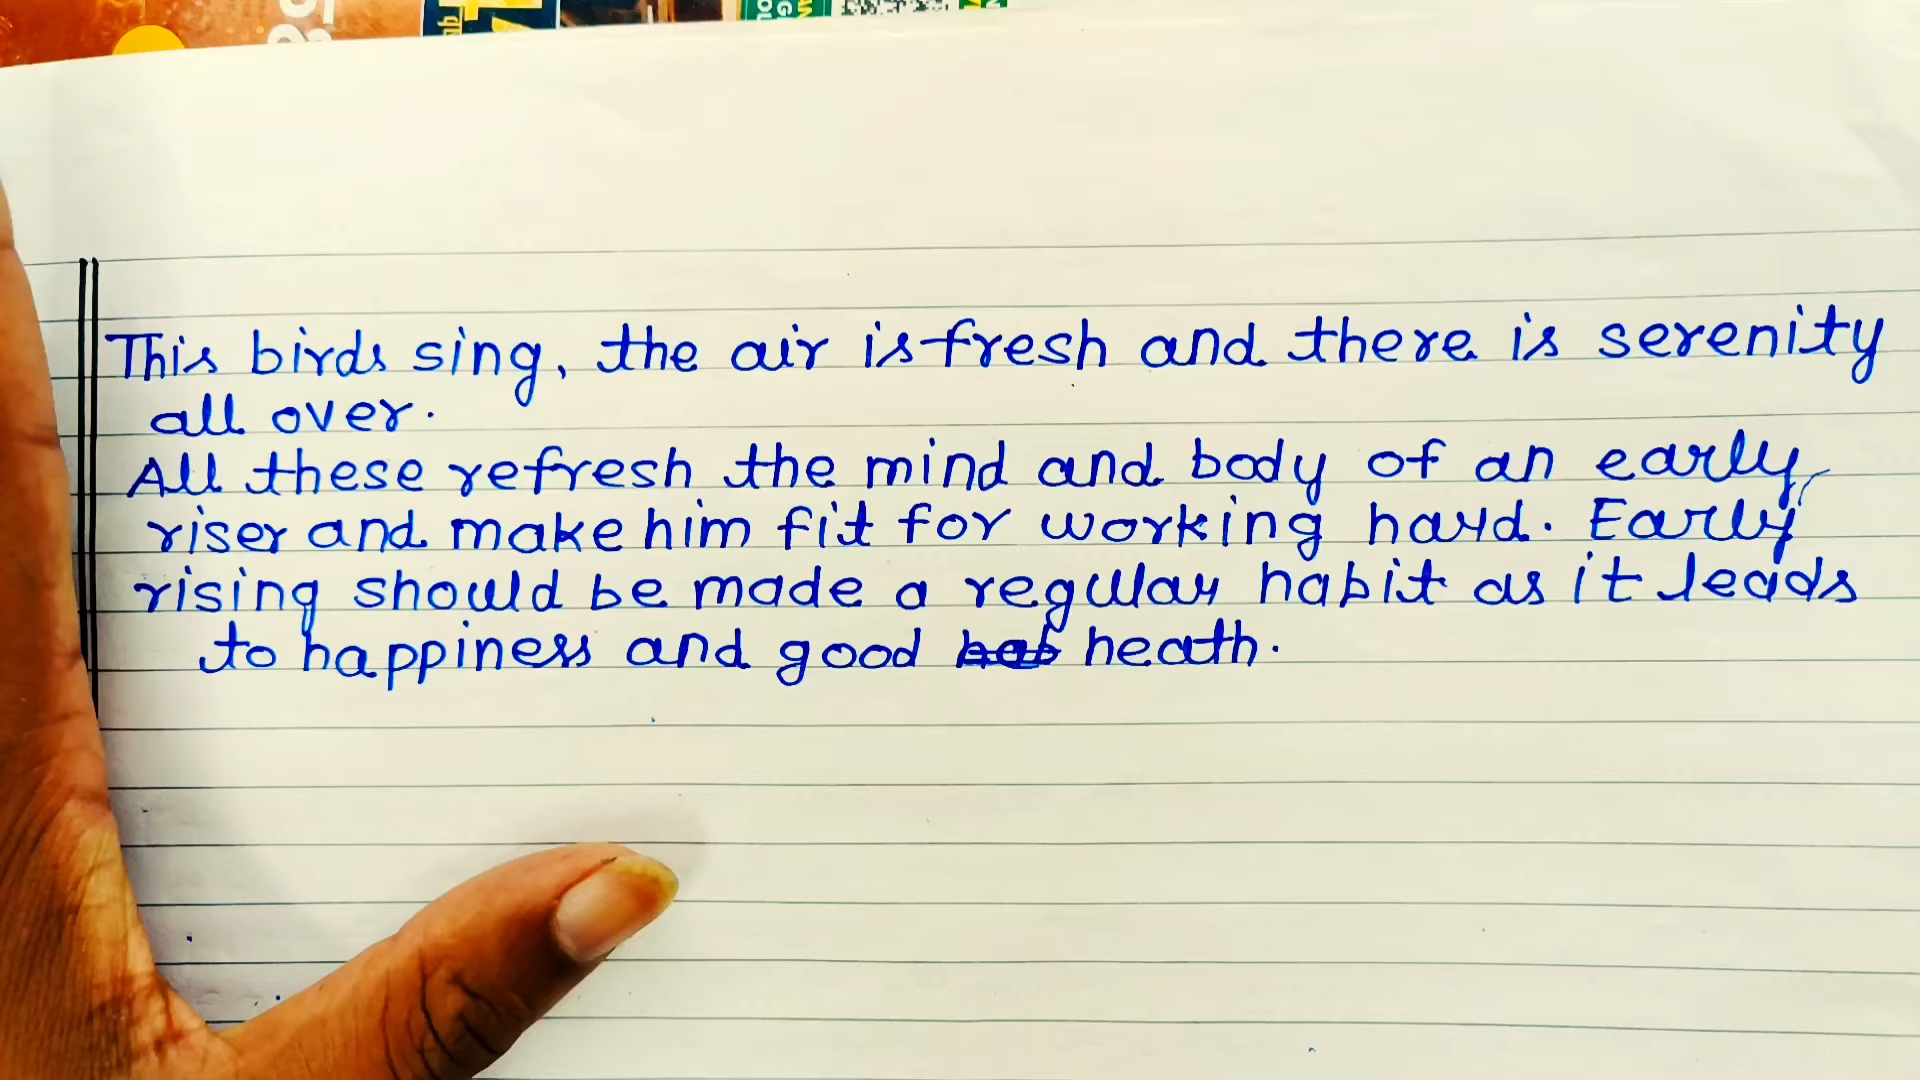 This birds sing, the air is fresh and there is serenity
all over.
All these refresh the mind and body of an early
riser and make him fit for working hard. Early
rising should be made a regular habit as it leads
to happiness and good heath.